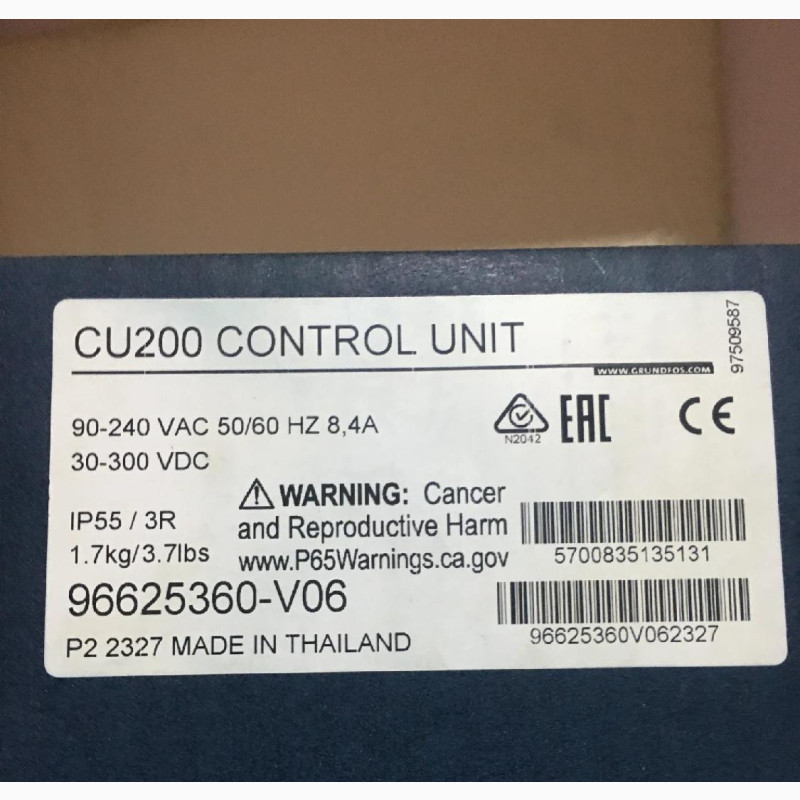 CU200 CONTROL UNIT
WWW.GRUNDFOS.COM
97509587
90-240 VAC 50/60 HZ 8,4A
30-300 VDC
N2042
EAC
CE
IP55 / 3R
1.7kg/3.7lbs
WARNING: Cancer
and Reproductive Harm
www.P65Warnings.ca.gov
5700835135131
96625360-V06
96625360V062327
P2 2327 MADE IN THAILAND